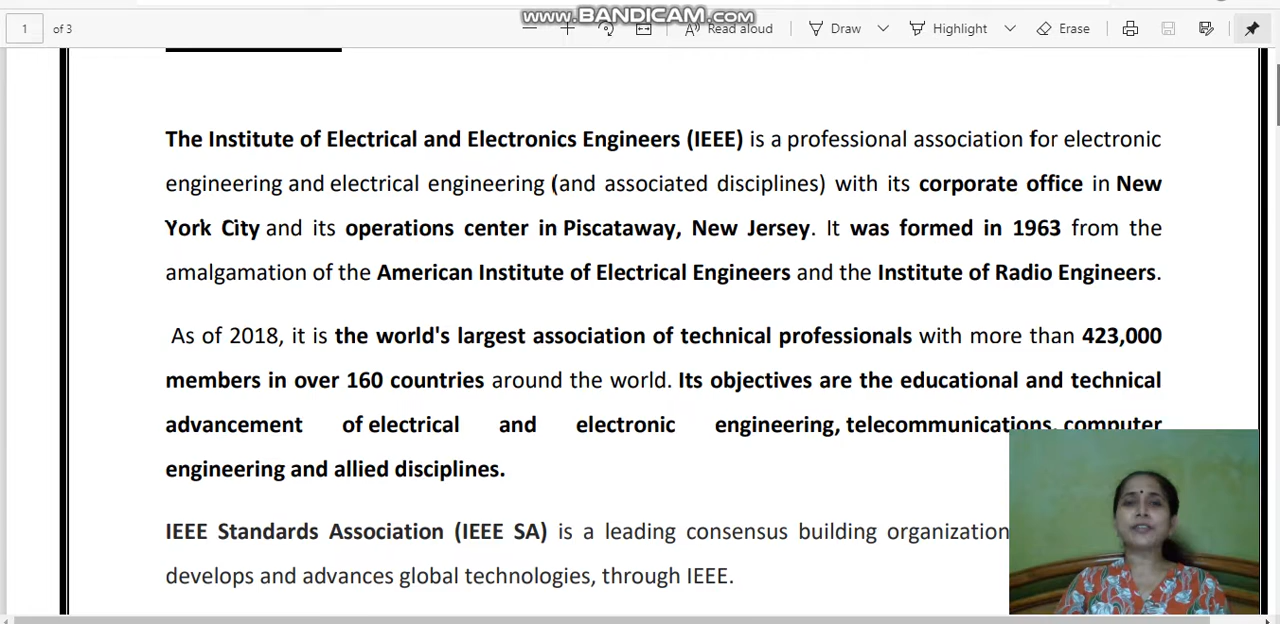 www.BANDICAM.com
1 of 3 Read aloud Draw Highlight Erase
The Institute of Electrical and Electronics Engineers (IEEE) is a professional association for electronic
engineering and electrical engineering (and associated disciplines) with its corporate office in New
York City and its operations center in Piscataway, New Jersey. It was formed in 1963 from the
amalgamation of the American Institute of Electrical Engineers and the Institute of Radio Engineers.
As of 2018, it is the world's largest association of technical professionals with more than 423,000
members in over 160 countries around the world. Its objectives are the educational and technical
advancement of electrical and electronic engineering, telecommunications, computer
engineering and allied disciplines.
IEEE Standards Association (IEEE SA) is a leading consensus building organization
develops and advances global technologies, through IEEE.